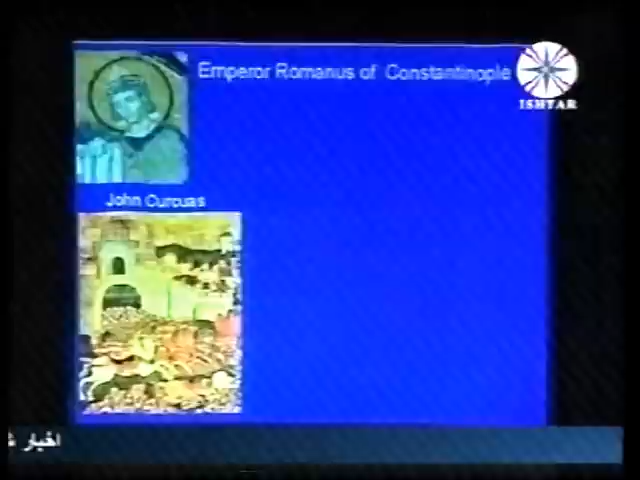 Emperor Romanus of Constantinople
ISHTAR
John Curcuas
اخبار